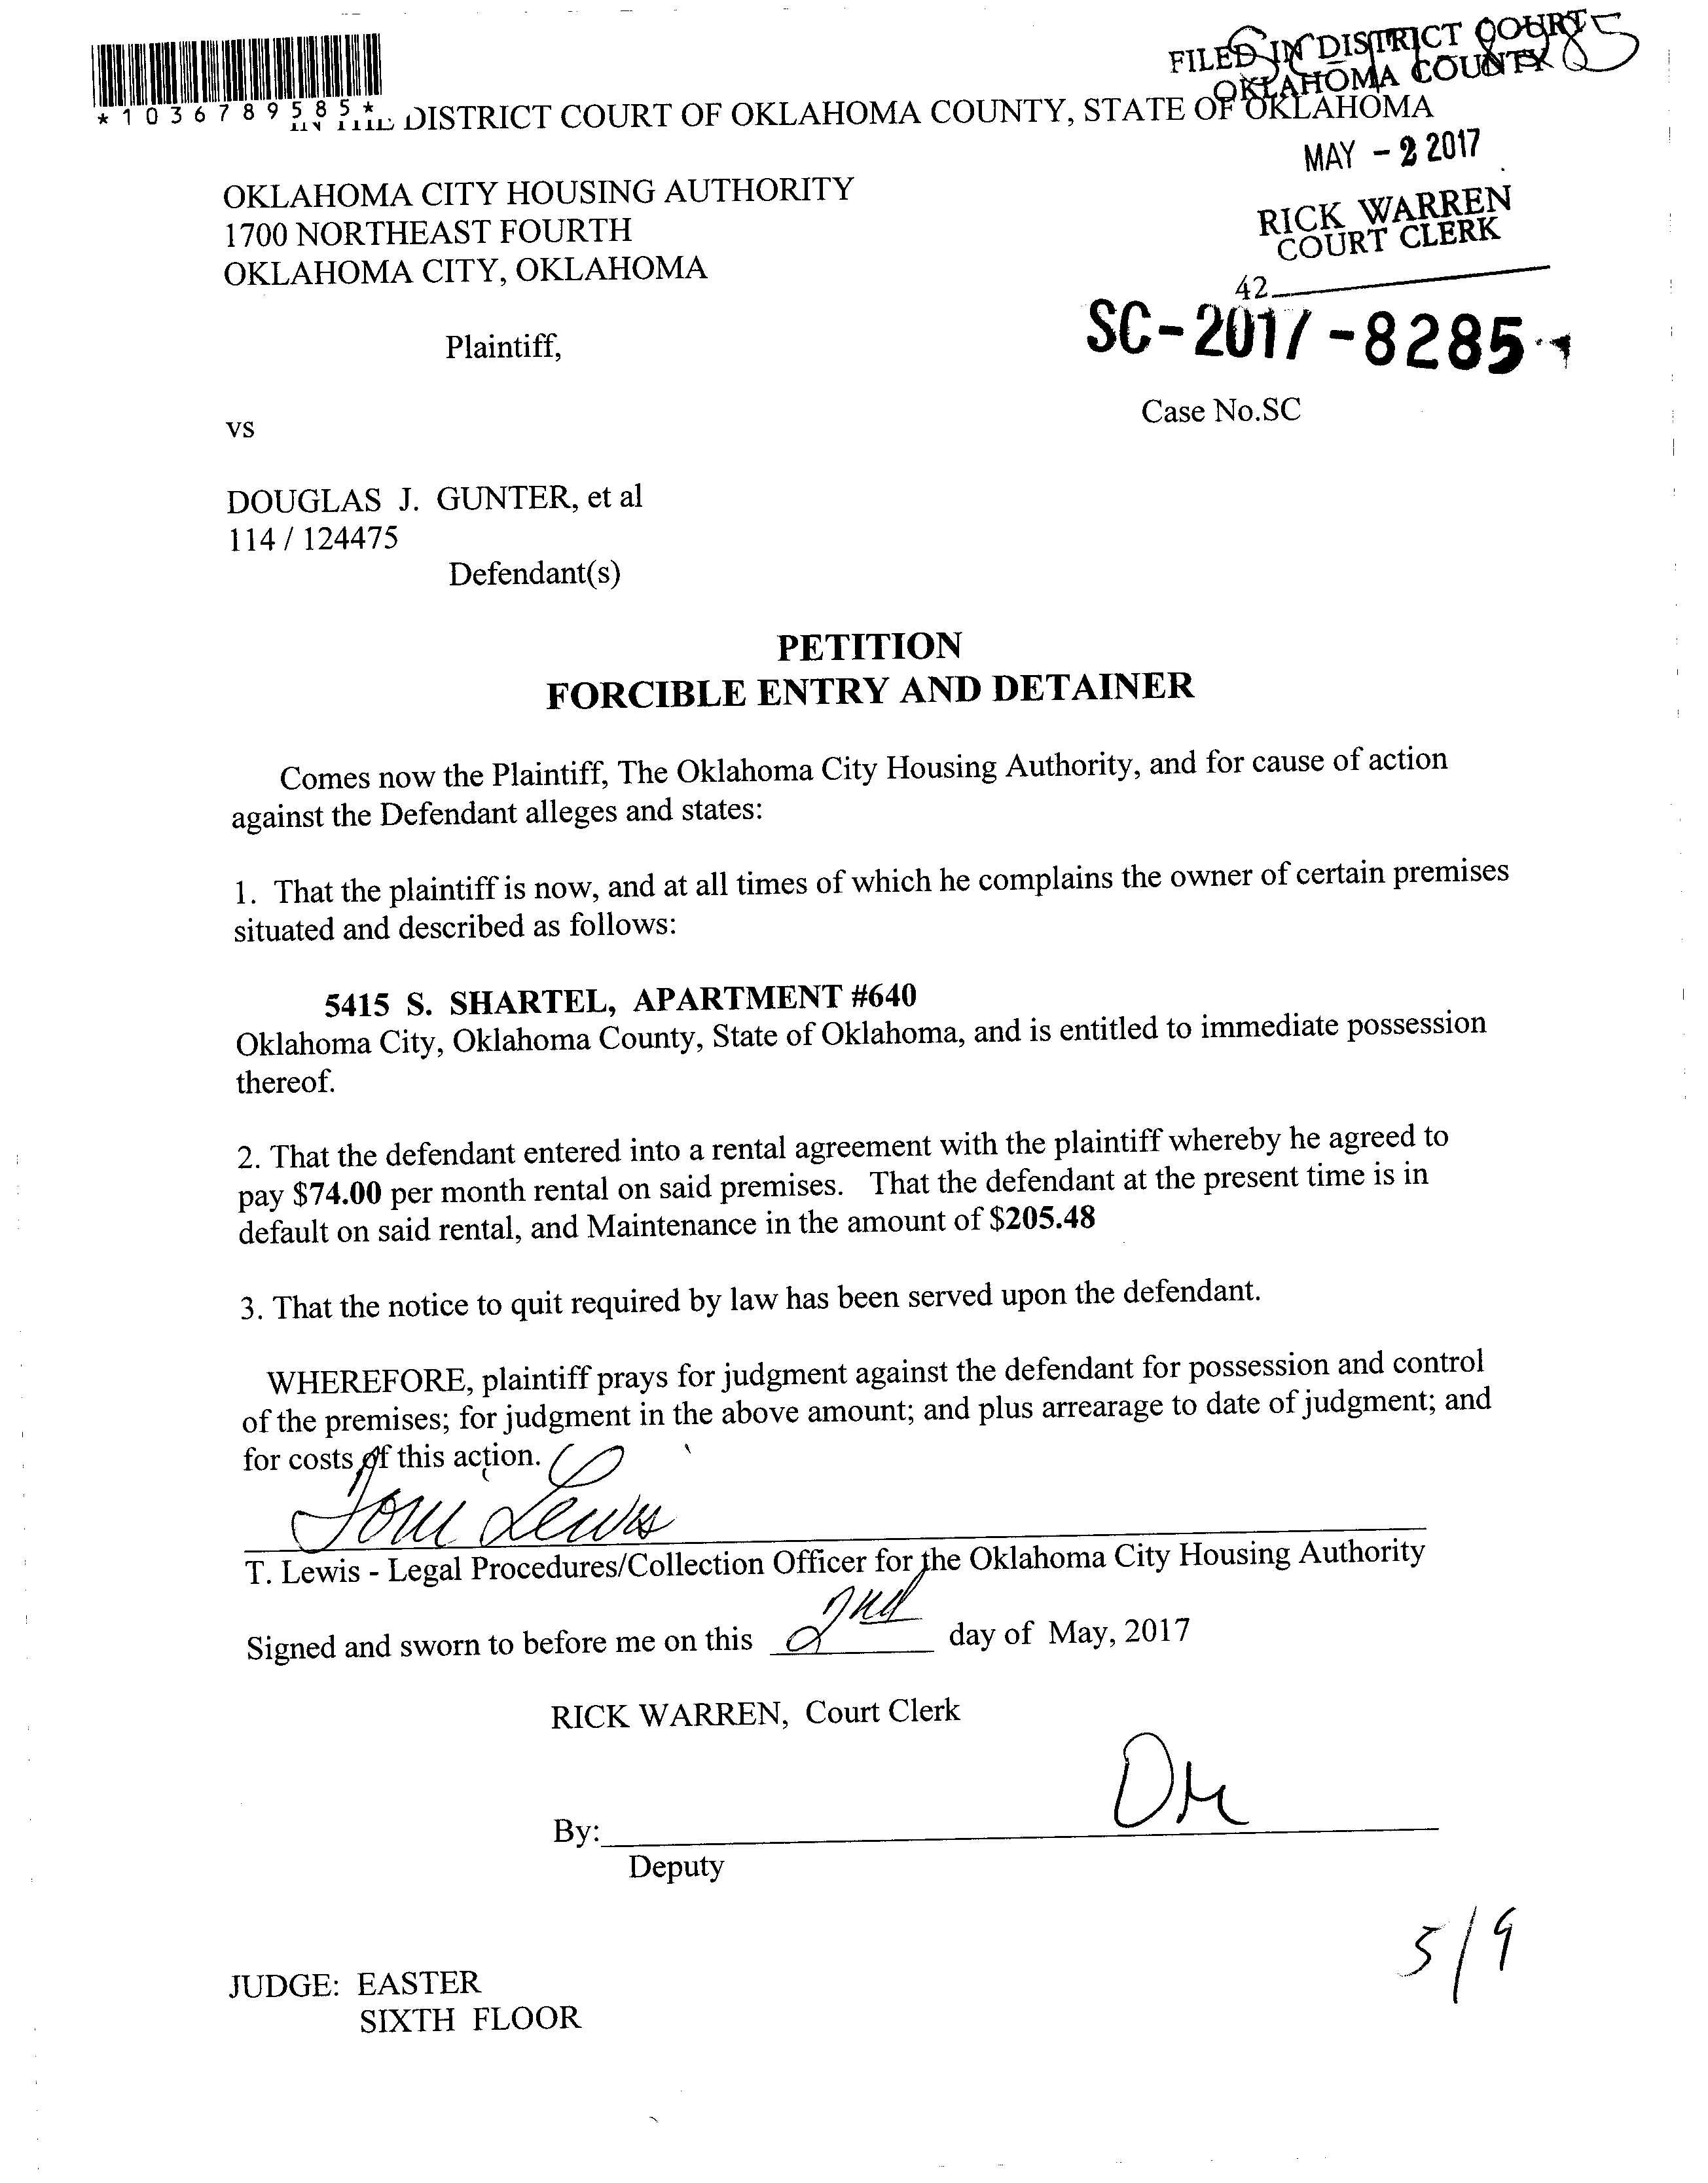 FILED IN DISTRICT COURT
OKLAHOMA COUNTY
*1036789585*
IN THE DISTRICT COURT OF OKLAHOMA COUNTY, STATE OF OKLAHOMA
MAY - 2 2017
OKLAHOMA CITY HOUSING AUTHORITY
1700 NORTHEAST FOURTH
OKLAHOMA CITY, OKLAHOMA
RICK WARREN
COURT CLERK
42
SC-2017-8285
Plaintiff,
Case No.SC
vs
DOUGLAS J. GUNTER, et al
114 / 124475
Defendant(s)
PETITION
FORCIBLE ENTRY AND DETAINER
Comes now the Plaintiff, The Oklahoma City Housing Authority, and for cause of action
against the Defendant alleges and states:
1. That the plaintiff is now, and at all times of which he complains the owner of certain premises
situated and described as follows:
5415 S. SHARTEL, APARTMENT #640
Oklahoma City, Oklahoma County, State of Oklahoma, and is entitled to immediate possession
thereof.
2. That the defendant entered into a rental agreement with the plaintiff whereby he agreed to
pay $74.00 per month rental on said premises. That the defendant at the present time is in
default on said rental, and Maintenance in the amount of $205.48
3. That the notice to quit required by law has been served upon the defendant.
WHEREFORE, plaintiff prays for judgment against the defendant for possession and control
of the premises; for judgment in the above amount; and plus arrearage to date of judgment; and
for costs of this action.
Tom Lewis
T. Lewis - Legal Procedures/Collection Officer for the Oklahoma City Housing Authority
Signed and sworn to before me on this 2nd day of May, 2017
RICK WARREN, Court Clerk
By:
Deputy
5/9
JUDGE: EASTER
SIXTH FLOOR